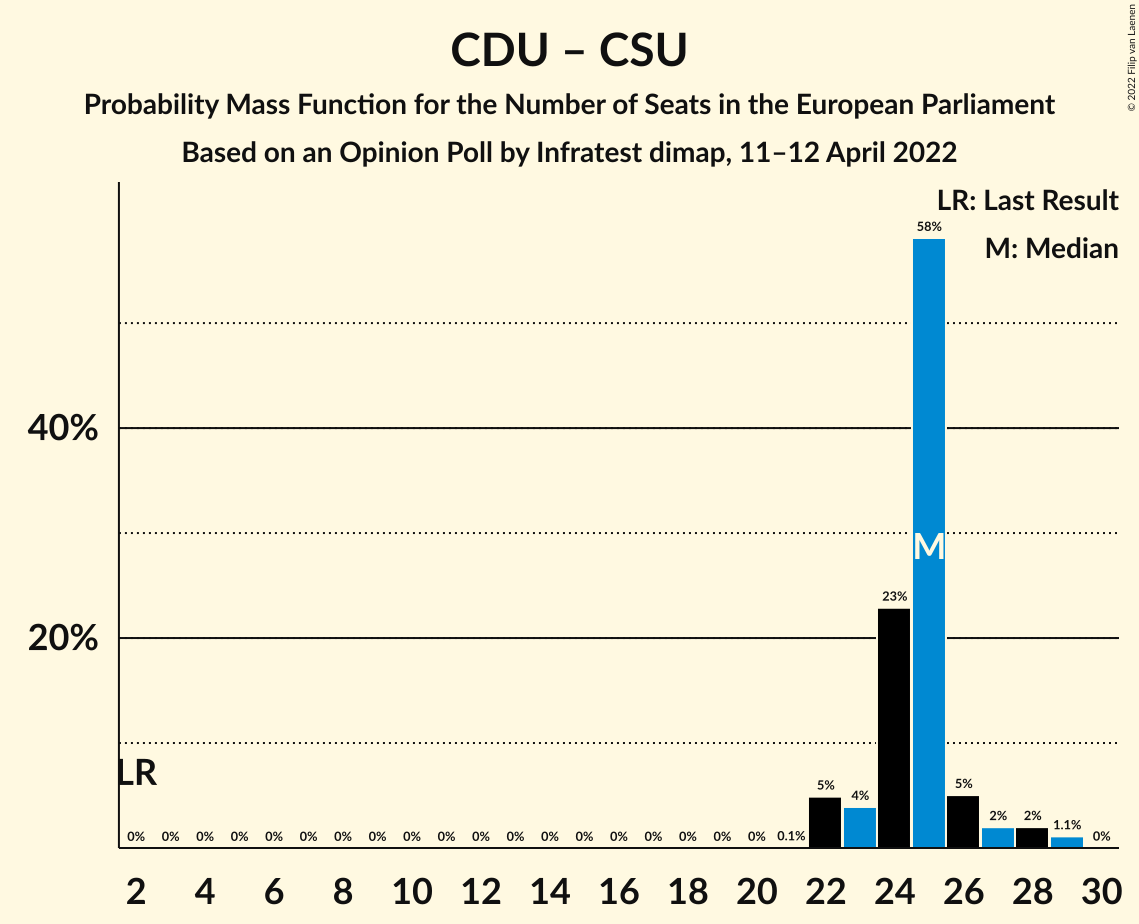 CDU – CSU
Probability Mass Function for the Number of Seats in the European Parliament
Based on an Opinion Poll by Infratest dimap, 11–12 April 2022
© 2022 Filip van Laenen
LR: Last Result
M: Median
58%
40%
M
23%
20%
LR
5%
4%
5%
2%
2%
1.1%
0% 0% 0% 0% 0% 0% 0% 0% 0% 0% 0% 0% 0% 0% 0% 0% 0% 0% 0% 0.1% 0%
2 4 6 8 10 12 14 16 18 20 22 24 26 28 30